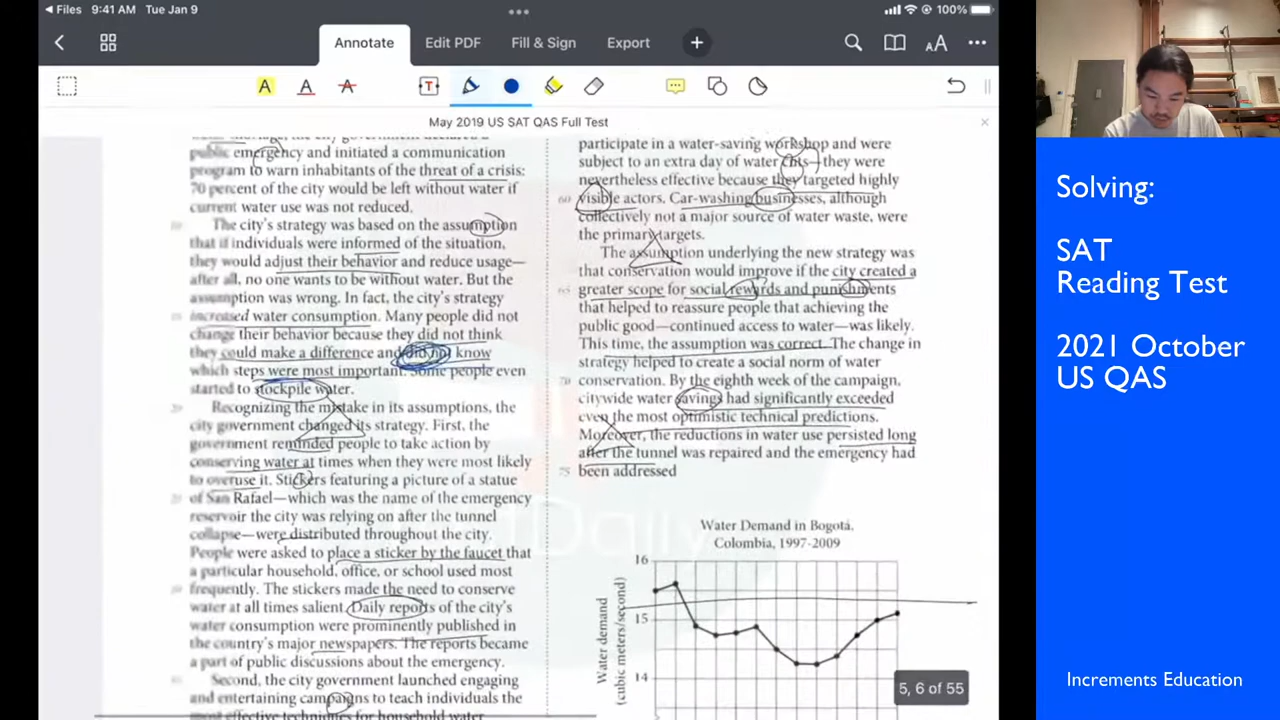 Files 9:41 AM Tue Jan 9 100%
Annotate Edit PDF Fill & Sign Export
May 2019 US SAT QAS Full Test
public emergency and initiated a communication
program to warn inhabitants of the threat of a crisis:
70 percent of the city would be left without water if
current water use was not reduced.
The city's strategy was based on the assumption
that if individuals were informed of the situation,
they would adjust their behavior and reduce usage—
after all, no one wants to be without water. But the
assumption was wrong. In fact, the city's strategy
increased water consumption. Many people did not
change their behavior because they did not think
they could make a difference and did not know
which steps were most important. Some people even
started to stockpile water.
20 Recognizing the mistake in its assumptions, the
city government changed its strategy. First, the
government reminded people to take action by
conserving water at times when they were most likely
to overuse it. Stickers featuring a picture of a statue
of San Rafael—which was the name of the emergency
reservoir the city was relying on after the tunnel
collapse—were distributed throughout the city.
People were asked to place a sticker by the faucet that
a particular household, office, or school used most
frequently. The stickers made the need to conserve
water at all times salient. Daily reports of the city's
water consumption were prominently published in
the country's major newspapers. The reports became
a part of public discussions about the emergency.
Second, the city government launched engaging
and entertaining campaigns to teach individuals the
most effective techniques for household water
participate in a water-saving workshop and were
subject to an extra day of water cuts—they were
nevertheless effective because they targeted highly
60 visible actors. Car-washing businesses, although
collectively not a major source of water waste, were
the primary targets.
The assumption underlying the new strategy was
that conservation would improve if the city created a
65 greater scope for social rewards and punishments
that helped to reassure people that achieving the
public good—continued access to water—was likely.
This time, the assumption was correct. The change in
strategy helped to create a social norm of water
70 conservation. By the eighth week of the campaign,
citywide water savings had significantly exceeded
even the most optimistic technical predictions.
Moreover, the reductions in water use persisted long
after the tunnel was repaired and the emergency had
75 been addressed
Water Demand in Bogotá,
Colombia, 1997-2009
Water demand
(cubic meters/second)
16
15
14
5, 6 of 55
Solving:
SAT
Reading Test
2021 October
US QAS
Increments Education